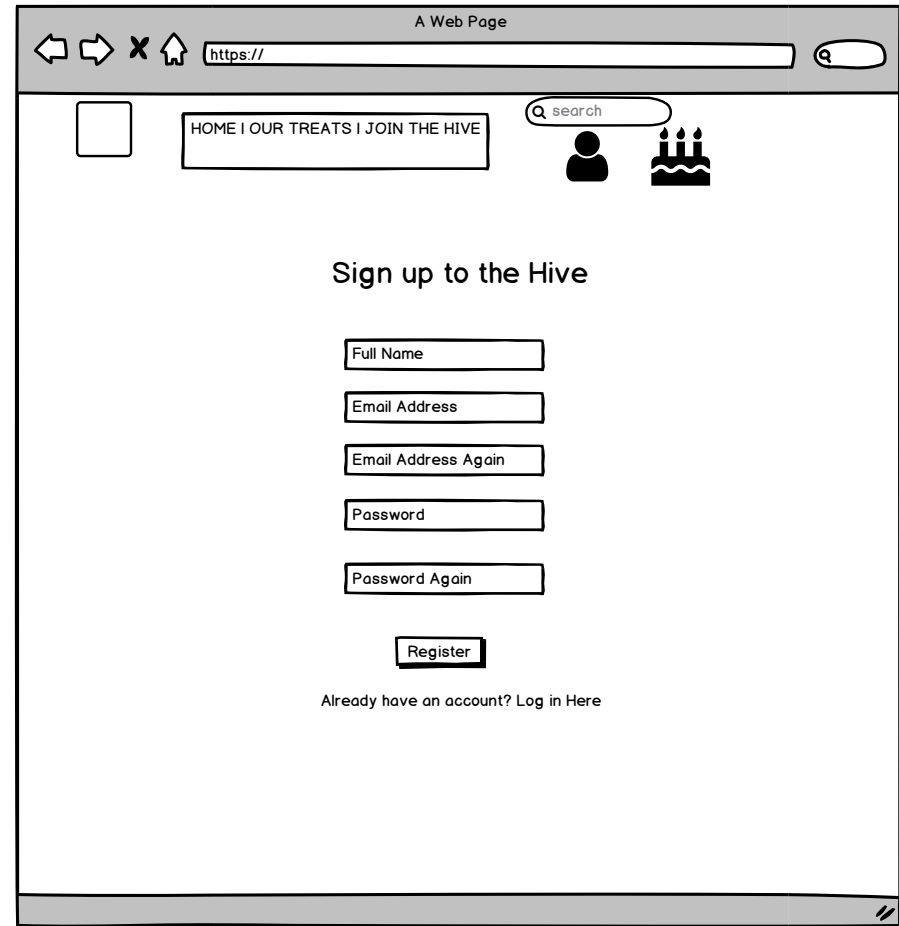 A Web Page
https://
search
HOME I OUR TREATS I JOIN THE HIVE
Sign up to the Hive
Full Name
Email Address
Email Address Again
Password
Password Again
Register
Already have an account? Log in Here